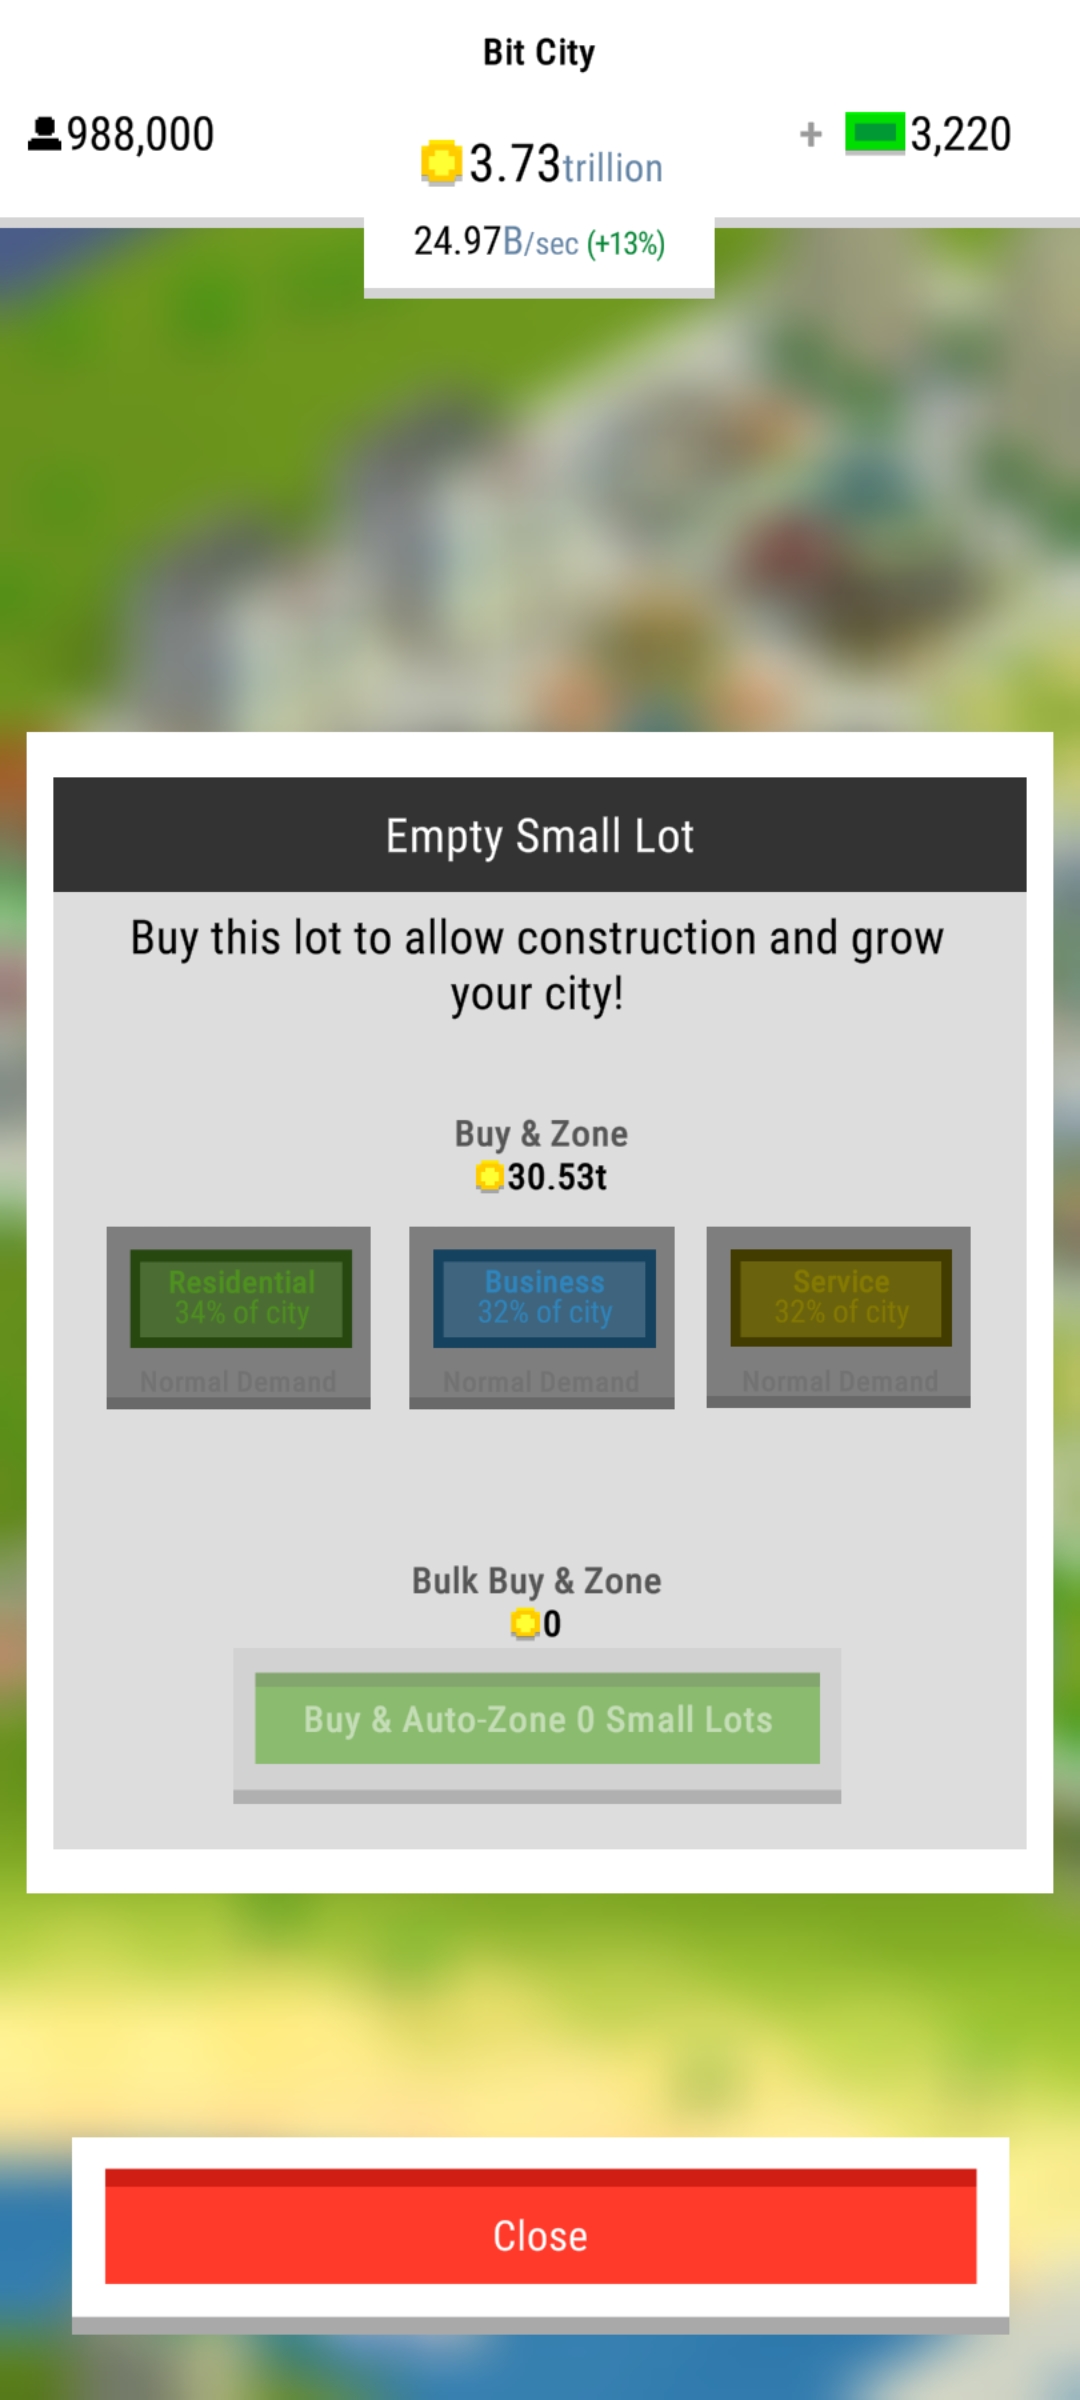 Bit City
988,000
3.73trillion
+ 3,220
24.97B/sec (+13%)
Empty Small Lot
Buy this lot to allow construction and grow
your city!
Buy & Zone
30.53t
Residential
34% of city
Normal Demand
Business
32% of city
Normal Demand
Service
32% of city
Normal Demand
Bulk Buy & Zone
0
Buy & Auto-Zone 0 Small Lots
Close